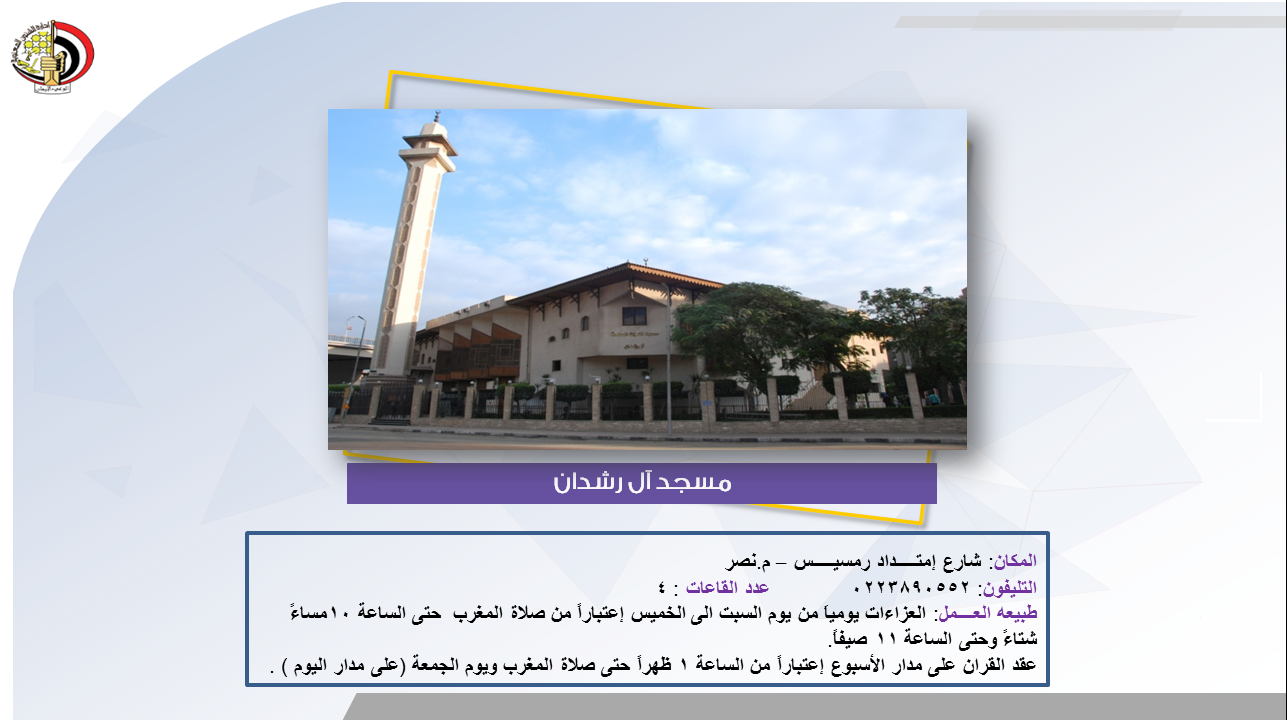 مسجد آل رشدان
المكان: شارع إمتـــــداد رمسيــــــس – م.نصر
التليفون: ٠٢٢٣٨٩٠٥٥٢ عدد القاعات : ٤
طبيعه العـــمل: العزاءات يومياً من يوم السبت الى الخميس إعتباراً من صلاة المغرب حتى الساعة ١٠مساءً
شتاءً وحتى الساعة ١١ صيفاً.
عقد القران على مدار الأسبوع إعتباراً من الساعة ١ ظهراً حتى صلاة المغرب ويوم الجمعة (على مدار اليوم ) .